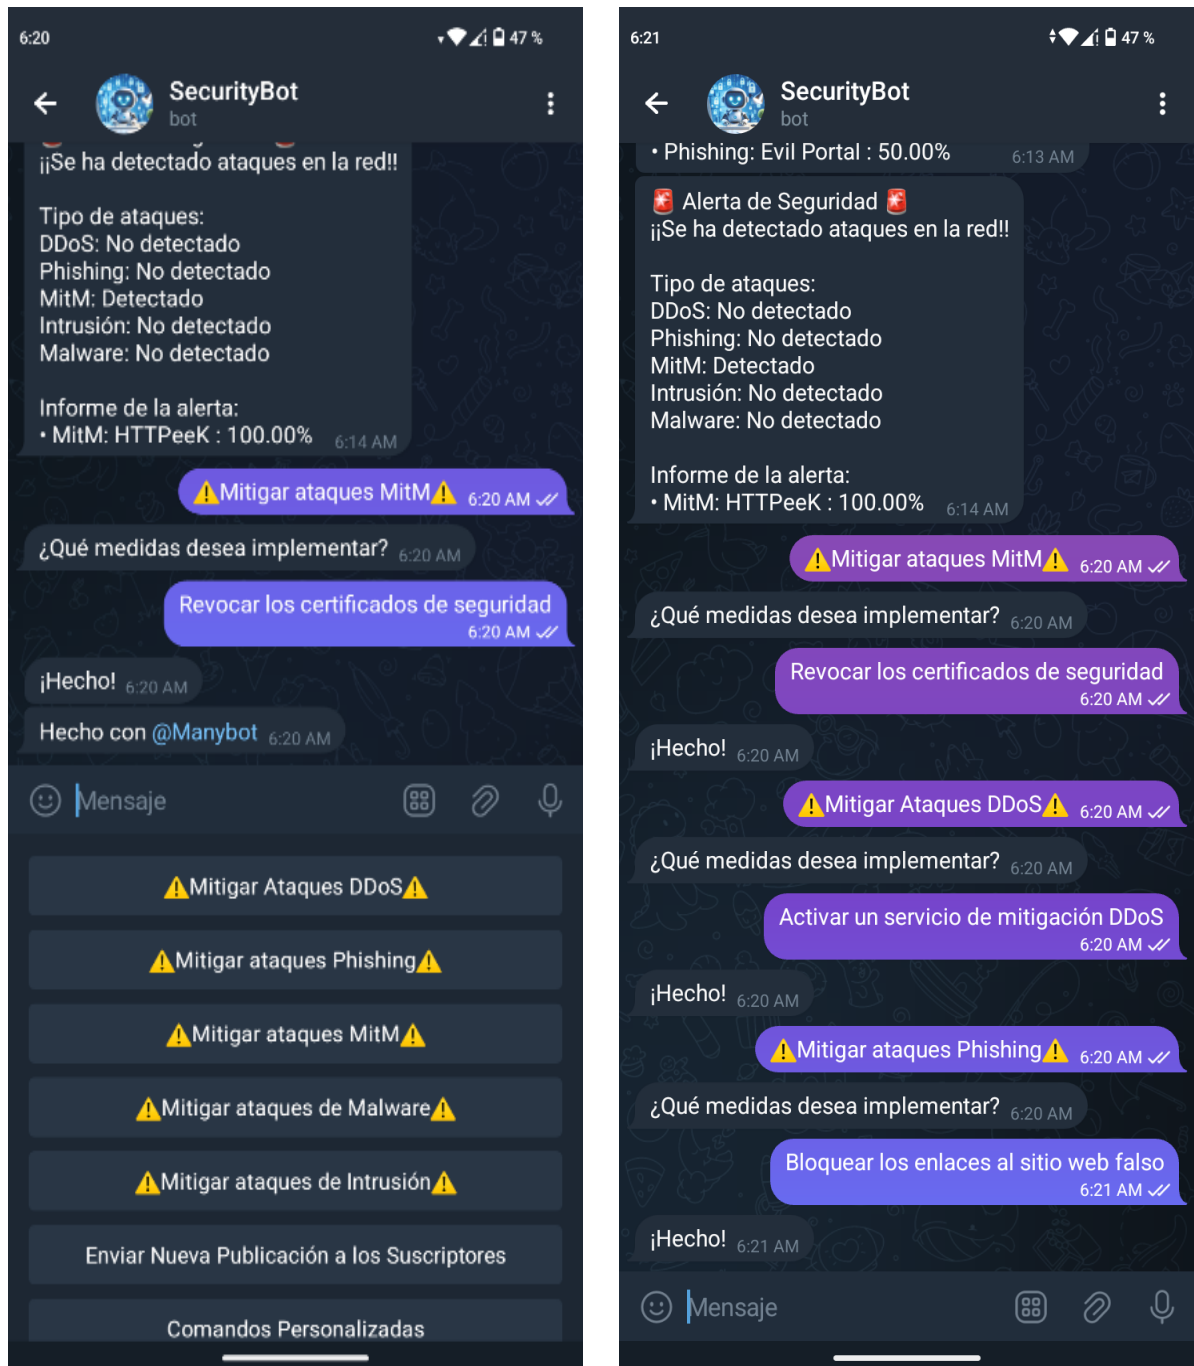 6:20
47 %
SecurityBot
bot
¡¡Se ha detectado ataques en la red!!
Tipo de ataques:
DDoS: No detectado
Phishing: No detectado
MitM: Detectado
Intrusión: No detectado
Malware: No detectado
Informe de la alerta:
• MitM: HTTPeeK : 100.00% 6:14 AM
⚠Mitigar ataques MitM⚠ 6:20 AM
¿Qué medidas desea implementar? 6:20 AM
Revocar los certificados de seguridad
6:20 AM
¡Hecho! 6:20 AM
Hecho con @Manybot 6:20 AM
Mensaje
⚠Mitigar Ataques DDoS⚠
⚠Mitigar ataques Phishing⚠
⚠Mitigar ataques MitM⚠
⚠Mitigar ataques de Malware⚠
⚠Mitigar ataques de Intrusión⚠
Enviar Nueva Publicación a los Suscriptores
Comandos Personalizadas
6:21
47 %
SecurityBot
bot
• Phishing: Evil Portal : 50.00% 6:13 AM
🚨 Alerta de Seguridad 🚨
¡¡Se ha detectado ataques en la red!!
Tipo de ataques:
DDoS: No detectado
Phishing: No detectado
MitM: Detectado
Intrusión: No detectado
Malware: No detectado
Informe de la alerta:
• MitM: HTTPeeK : 100.00% 6:14 AM
⚠Mitigar ataques MitM⚠ 6:20 AM
¿Qué medidas desea implementar? 6:20 AM
Revocar los certificados de seguridad
6:20 AM
¡Hecho! 6:20 AM
⚠Mitigar Ataques DDoS⚠ 6:20 AM
¿Qué medidas desea implementar? 6:20 AM
Activar un servicio de mitigación DDoS
6:20 AM
¡Hecho! 6:20 AM
⚠Mitigar ataques Phishing⚠ 6:20 AM
¿Qué medidas desea implementar? 6:20 AM
Bloquear los enlaces al sitio web falso
6:21 AM
¡Hecho! 6:21 AM
Mensaje